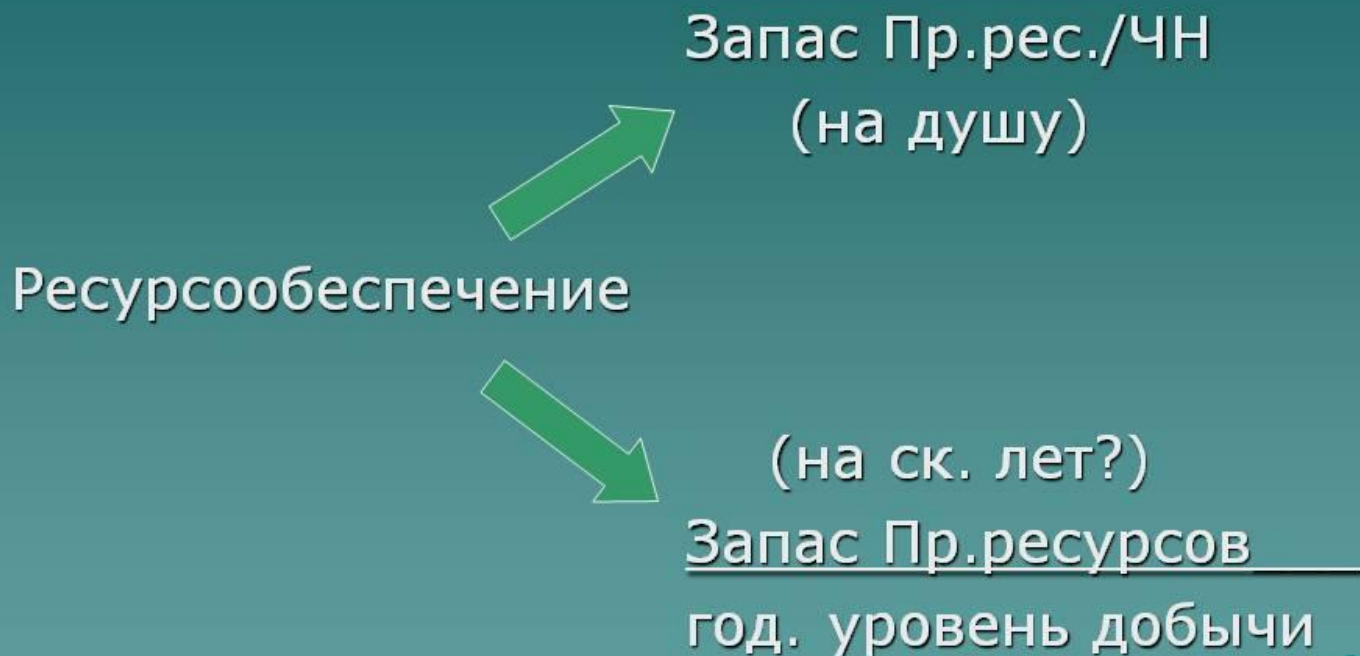 Запас Пр.рес./ЧН
(на душу)
Ресурсообеспечение
(на ск. лет?)
Запас Пр.ресурсов
год. уровень добычи